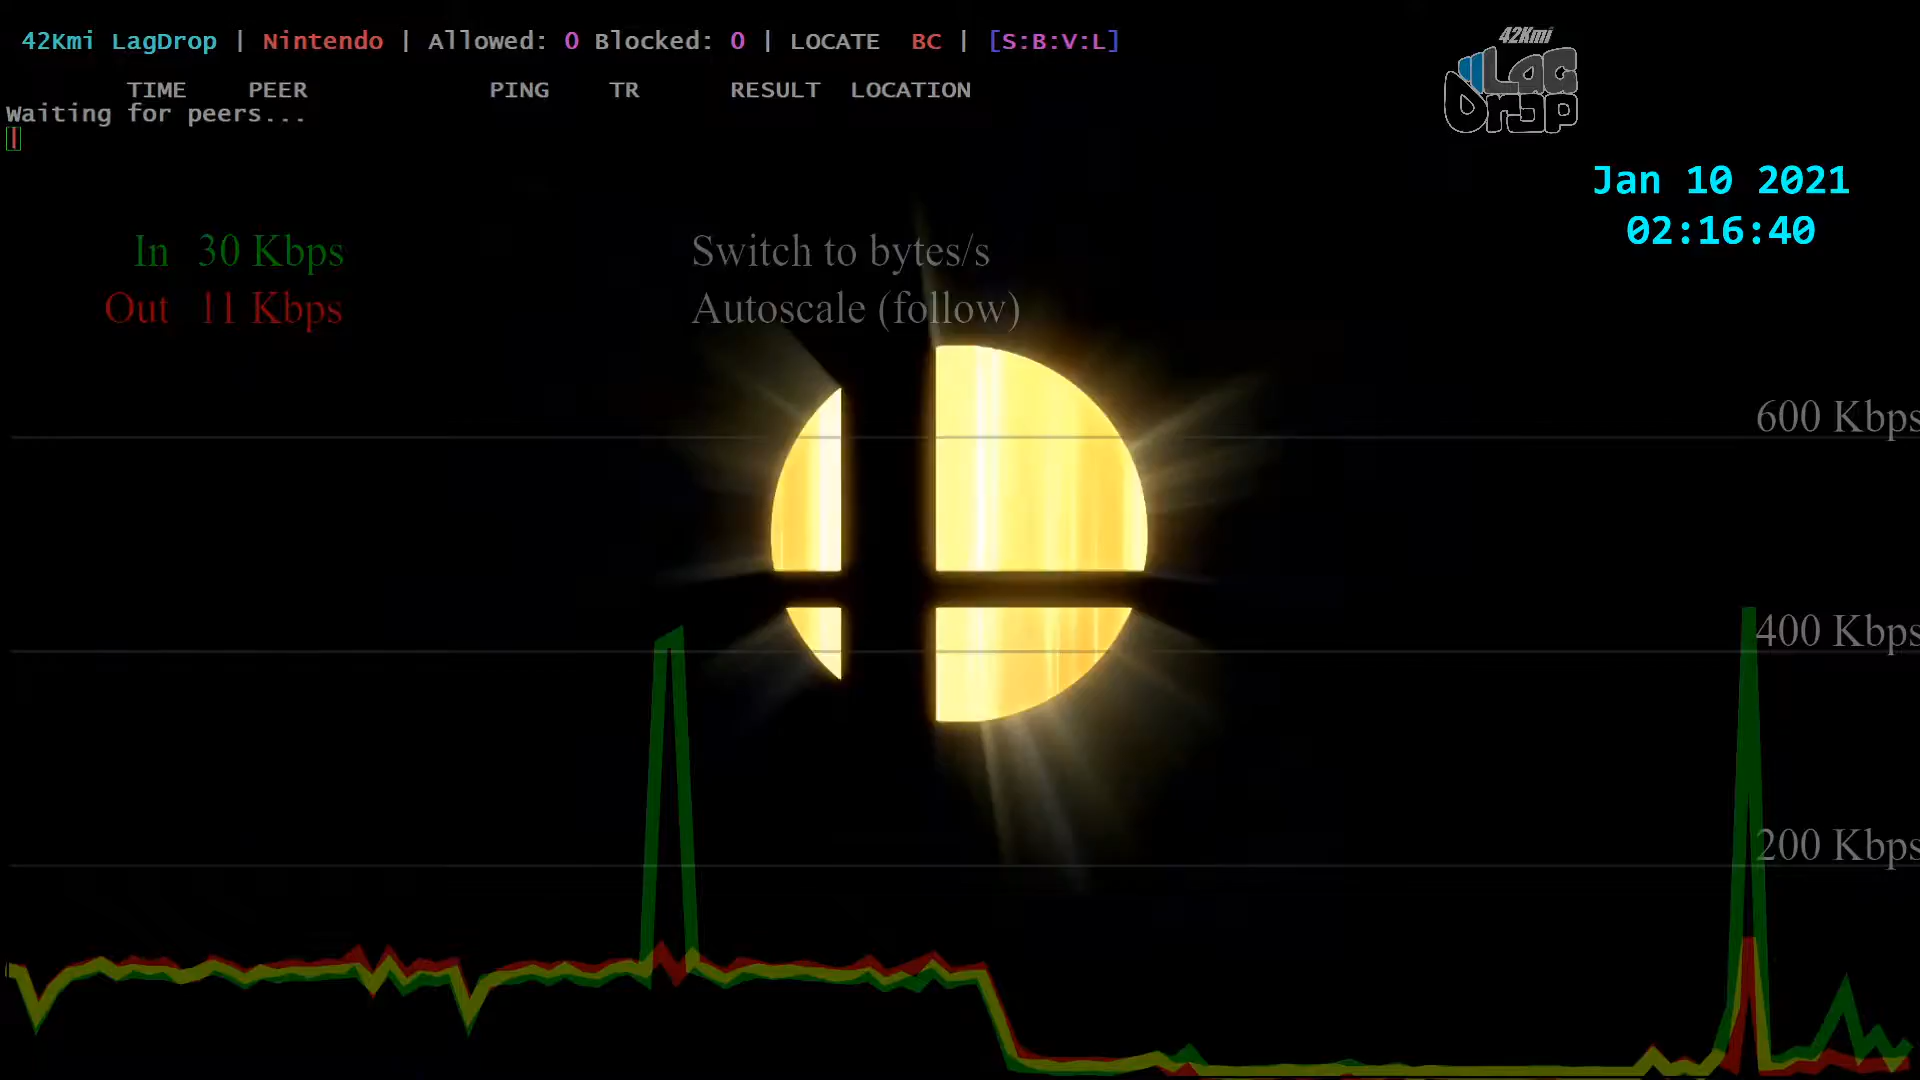 42Kmi LagDrop | Nintendo | Allowed: 0 Blocked: 0 | LOCATE BC | [S:B:V:L]
TIME PEER PING TR RESULT LOCATION
Waiting for peers...
42Kmi
LagDrop
Jan 10 2021
02:16:40
In 30 Kbps
Out 11 Kbps
Switch to bytes/s
Autoscale (follow)
600 Kbps
400 Kbps
200 Kbps